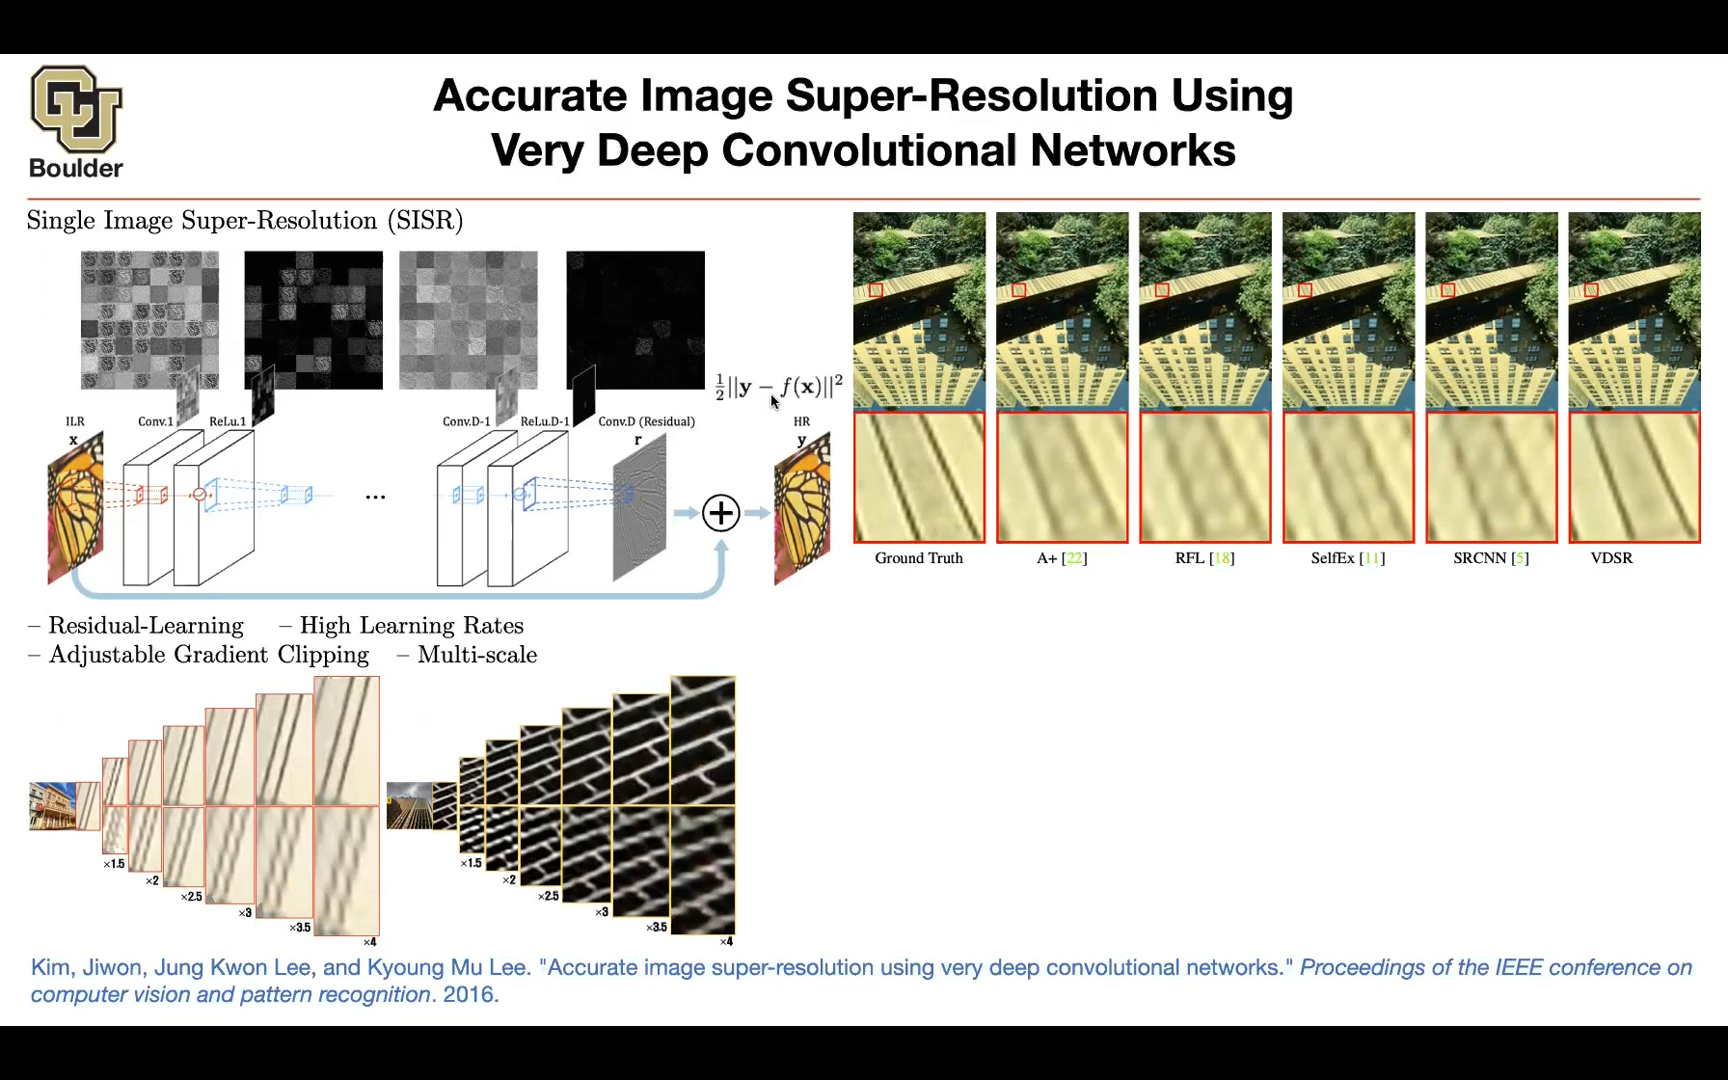 Boulder
Accurate Image Super-Resolution Using
Very Deep Convolutional Networks
Single Image Super-Resolution (SISR)
½||y − f(x)||²
ILR
x
Conv.1
ReLu.1
...
Conv.D-1
ReLu.D-1
Conv.D (Residual)
r
HR
y
– Residual-Learning – High Learning Rates
– Adjustable Gradient Clipping – Multi-scale
×1.5
×2
×2.5
×3
×3.5
×4
×1.5
×2
×2.5
×3
×3.5
×4
Ground Truth
A+ [22]
RFL [18]
SelfEx [11]
SRCNN [5]
VDSR
Kim, Jiwon, Jung Kwon Lee, and Kyoung Mu Lee. "Accurate image super-resolution using very deep convolutional networks." Proceedings of the IEEE conference on
computer vision and pattern recognition. 2016.